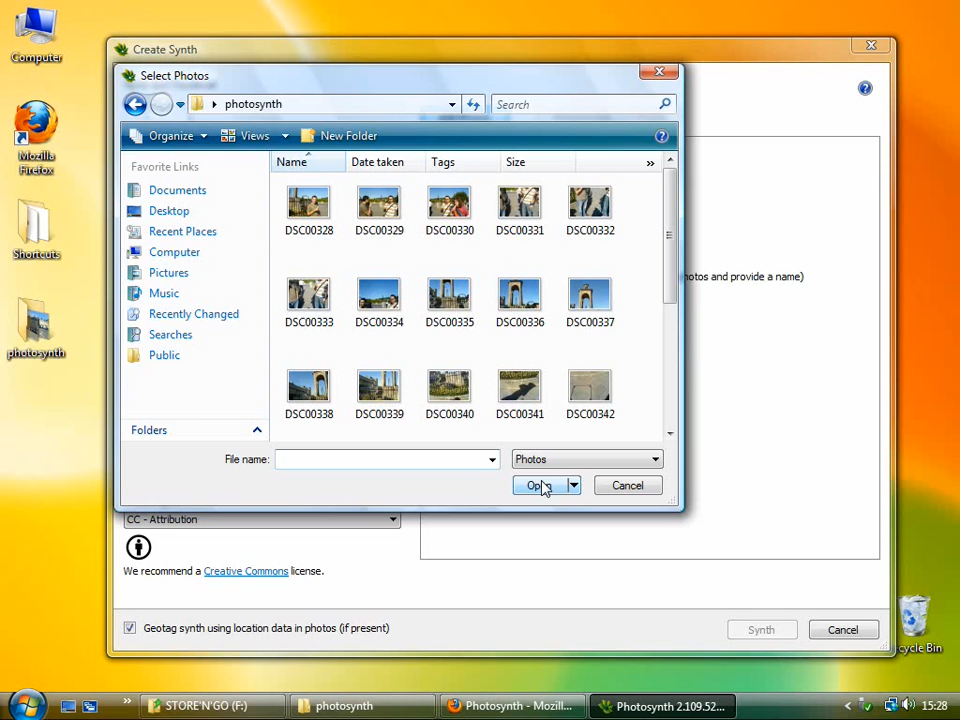 Computer
Mozilla
Firefox
Shortcuts
photosynth
Create Synth
Select Photos
photosynth
Search
Organize
Views
New Folder
Favorite Links
Documents
Desktop
Recent Places
Computer
Pictures
Music
Recently Changed
Searches
Public
Folders
Name
Date taken
Tags
Size
»
DSC00328
DSC00329
DSC00330
DSC00331
DSC00332
DSC00333
DSC00334
DSC00335
DSC00336
DSC00337
DSC00338
DSC00339
DSC00340
DSC00341
DSC00342
File name:
Photos
Open
Cancel
hotos and provide a name)
CC - Attribution
We recommend a Creative Commons license.
Geotag synth using location data in photos (if present)
Synth
Cancel
cycle Bin
»
STORE'N'GO (F:)
photosynth
Photosynth - Mozill...
Photosynth 2.109.52...
15:28